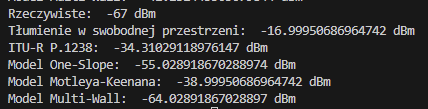 Rzeczywiste:  -67 dBm
Tłumienie w swobodnej przestrzeni:  -16.99950686964742 dBm
ITU-R P.1238:  -34.31029118976147 dBm
Model One-Slope:  -55.028918670288974 dBm
Model Motleya-Keenana:  -38.99950686964742 dBm
Model Multi-Wall:  -64.02891867028897 dBm